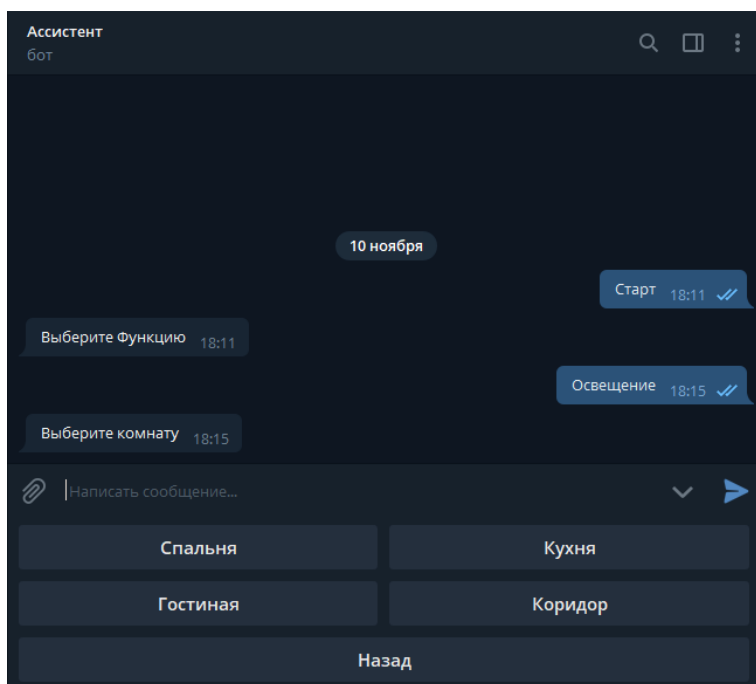 Ассистент
бот
10 ноября
Старт 18:11
Выберите Функцию 18:11
Освещение 18:15
Выберите комнату 18:15
Написать сообщение...
Спальня Кухня
Гостиная Коридор
Назад